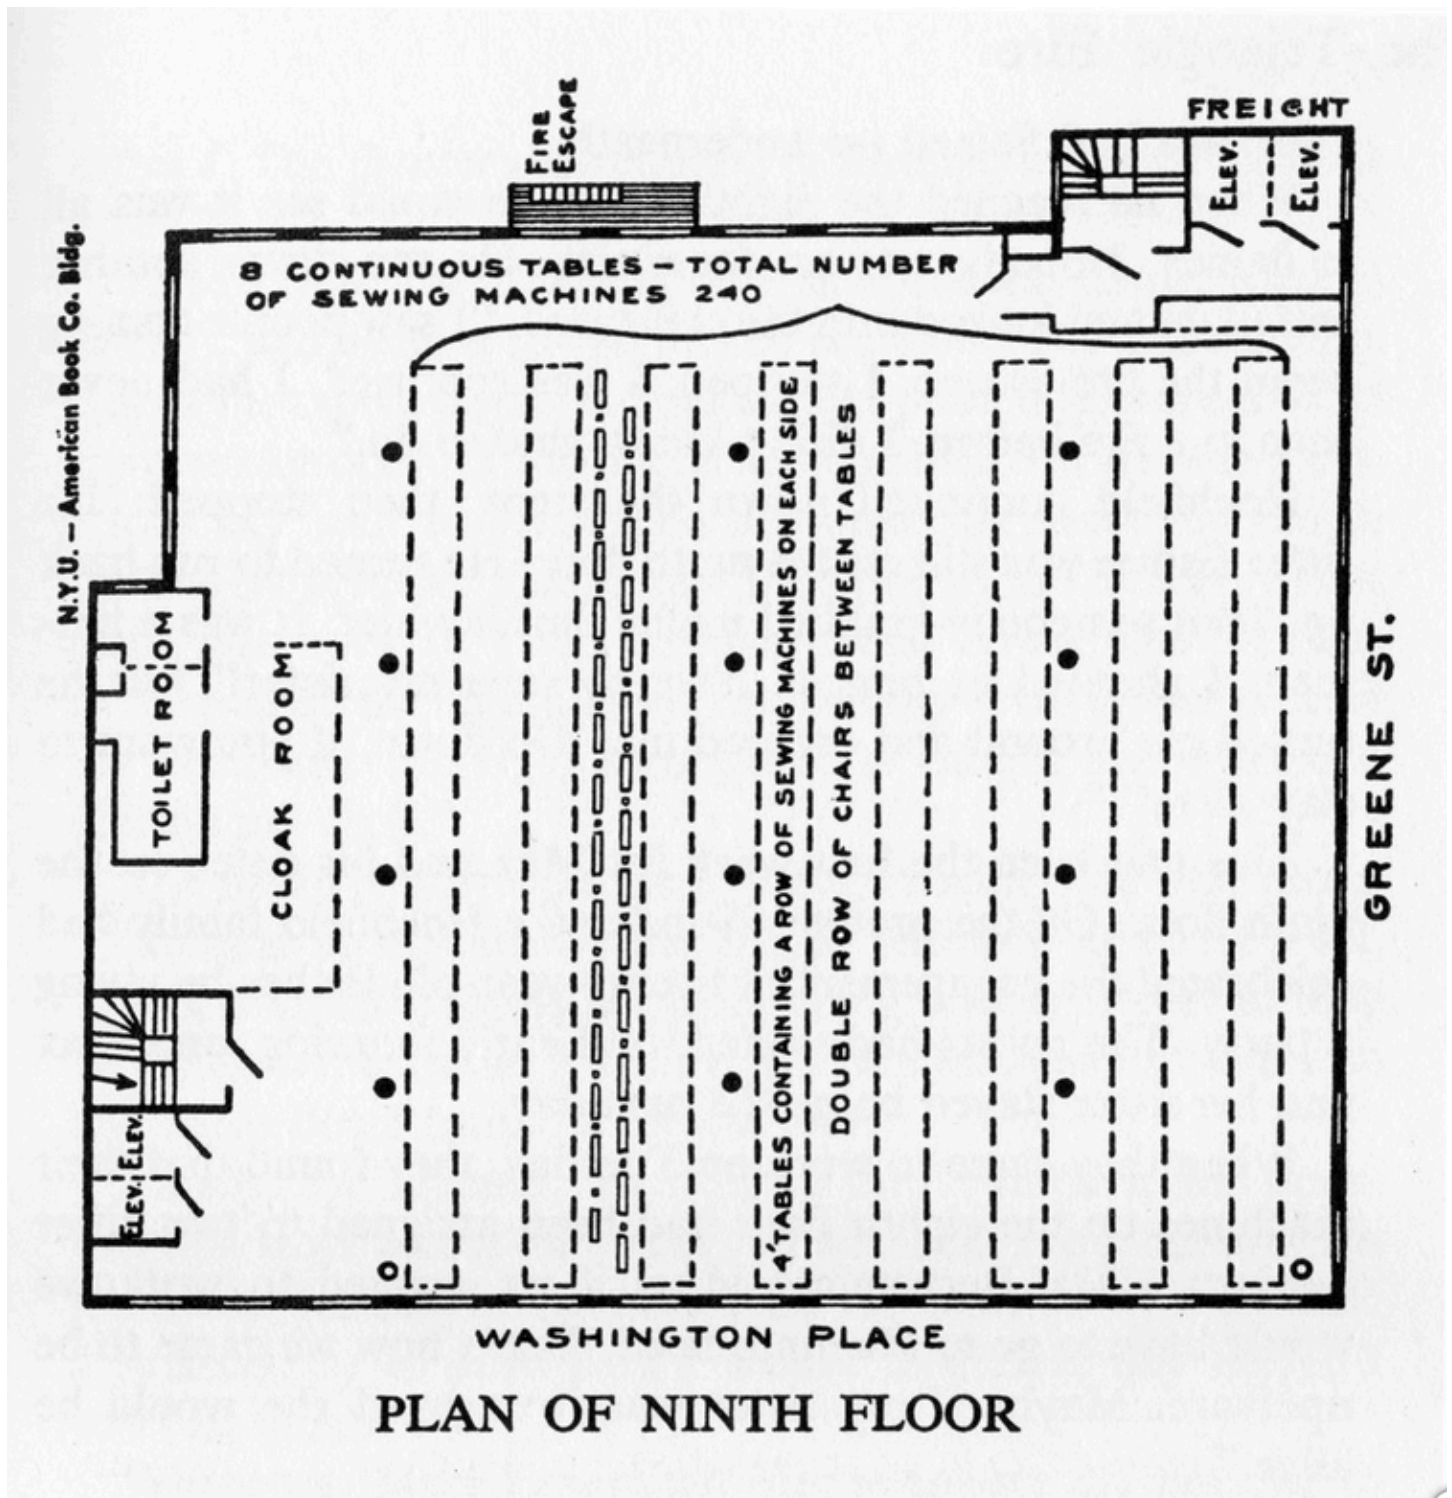 FREIGHT
FIRE
ESCAPE
ELEV.
ELEV.
8 CONTINUOUS TABLES – TOTAL NUMBER
OF SEWING MACHINES 240
N.Y.U. – American Book Co. Bldg.
TOILET ROOM
CLOAK ROOM
4' TABLES CONTAINING A ROW OF SEWING MACHINES ON EACH SIDE
DOUBLE ROW OF CHAIRS BETWEEN TABLES
GREENE ST.
ELEV.
ELEV.
WASHINGTON PLACE
PLAN OF NINTH FLOOR